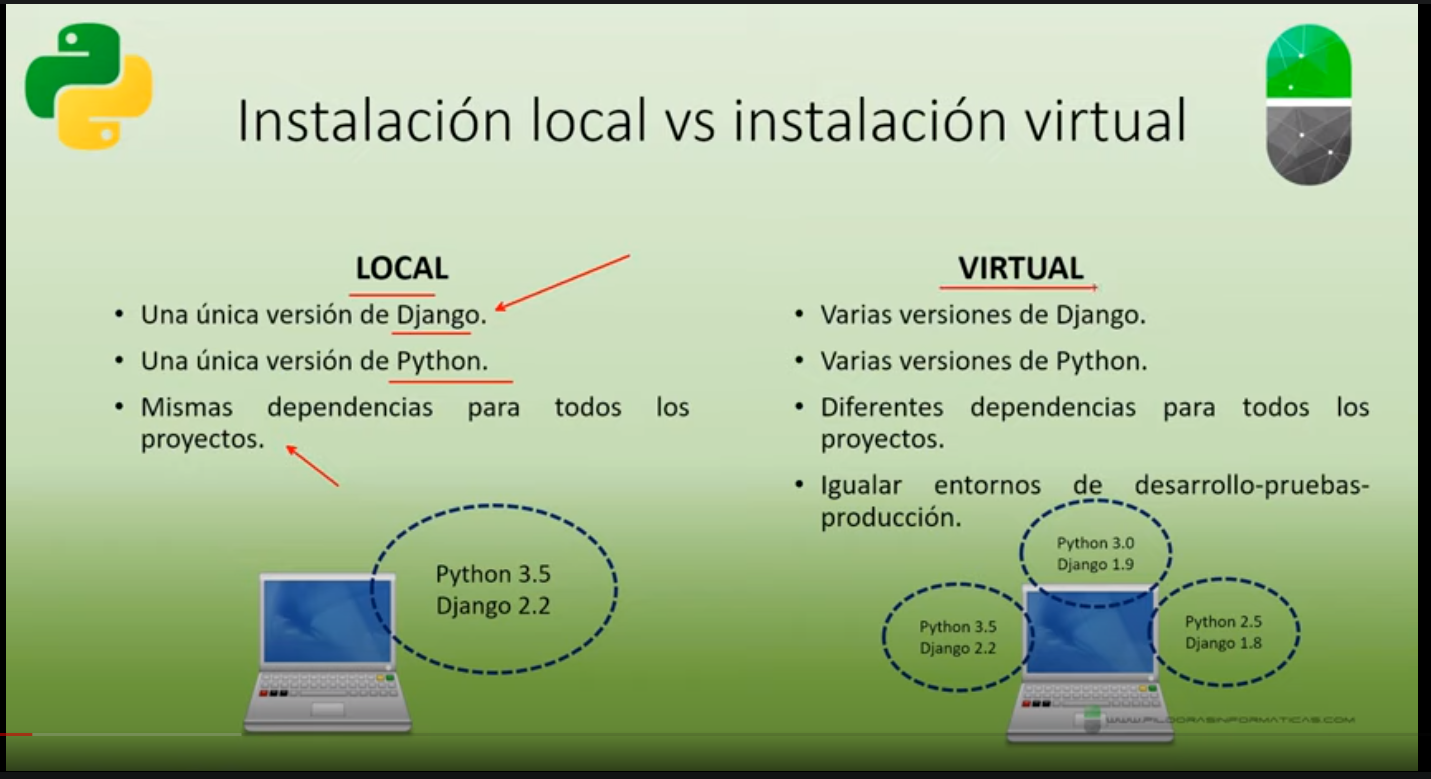 Instalación local vs instalación virtual
LOCAL
• Una única versión de Django.
• Una única versión de Python.
• Mismas dependencias para todos los
proyectos.
Python 3.5
Django 2.2
VIRTUAL
• Varias versiones de Django.
• Varias versiones de Python.
• Diferentes dependencias para todos los
proyectos.
• Igualar entornos de desarrollo-pruebas-
producción.
Python 3.0
Django 1.9
Python 3.5
Django 2.2
Python 2.5
Django 1.8
WWW.PILDORASINFORMATICAS.COM